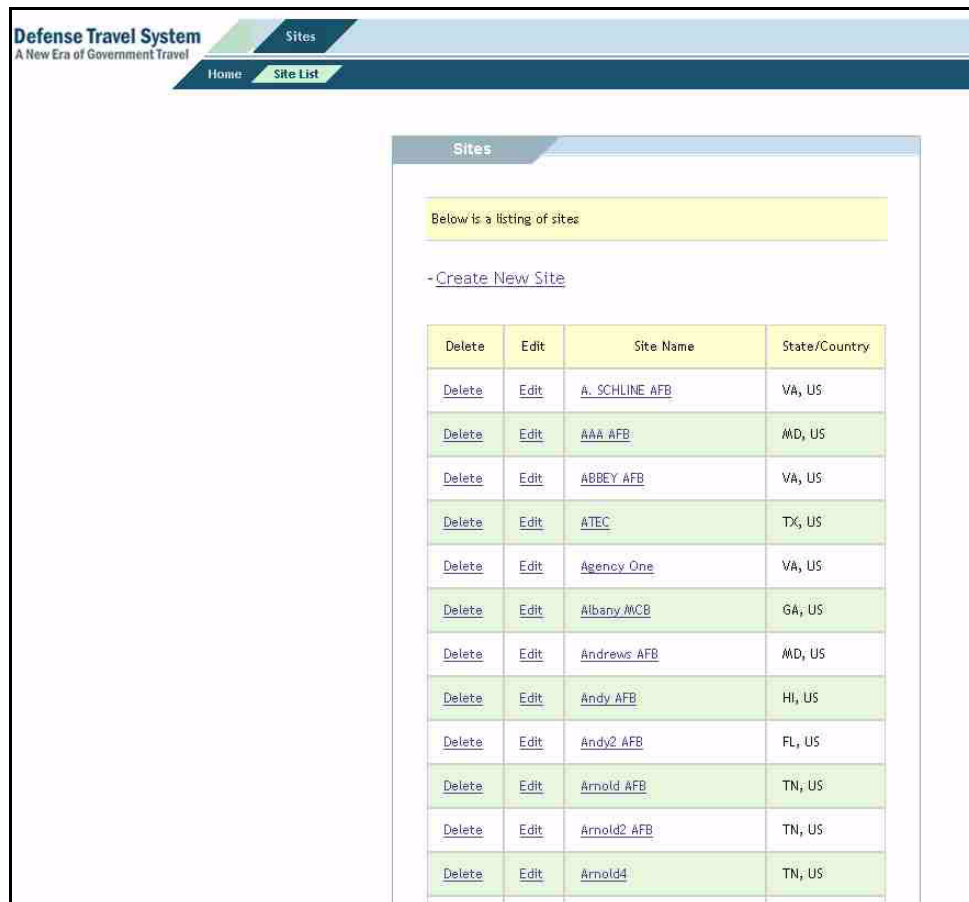 Defense Travel System
A New Era of Government Travel
Sites
Home Site List
Sites
Below is a listing of sites
-Create New Site
Delete Edit Site Name State/Country
Delete Edit A. SCHLINE AFB VA, US
Delete Edit AAA AFB MD, US
Delete Edit ABBEY AFB VA, US
Delete Edit ATEC TX, US
Delete Edit Agency One VA, US
Delete Edit Albany MCB GA, US
Delete Edit Andrews AFB MD, US
Delete Edit Andy AFB HI, US
Delete Edit Andy2 AFB FL, US
Delete Edit Arnold AFB TN, US
Delete Edit Arnold2 AFB TN, US
Delete Edit Arnold4 TN, US